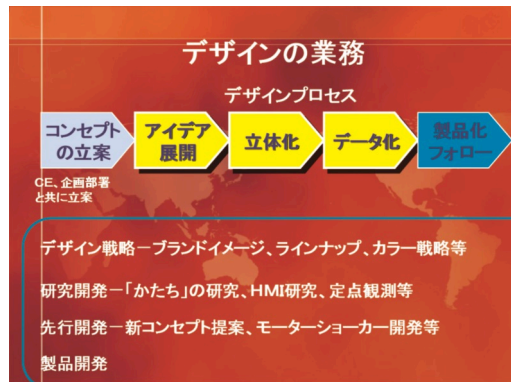 デザインの業務
デザインプロセス
コンセプト
の立案
アイデア
展開
立体化
データ化
製品化
フォロー
CE、企画部署
と共に立案
デザイン戦略－ブランドイメージ、ラインナップ、カラー戦略等
研究開発－「かたち」の研究、HMI研究、定点観測等
先行開発－新コンセプト提案、モーターショーカー開発等
製品開発